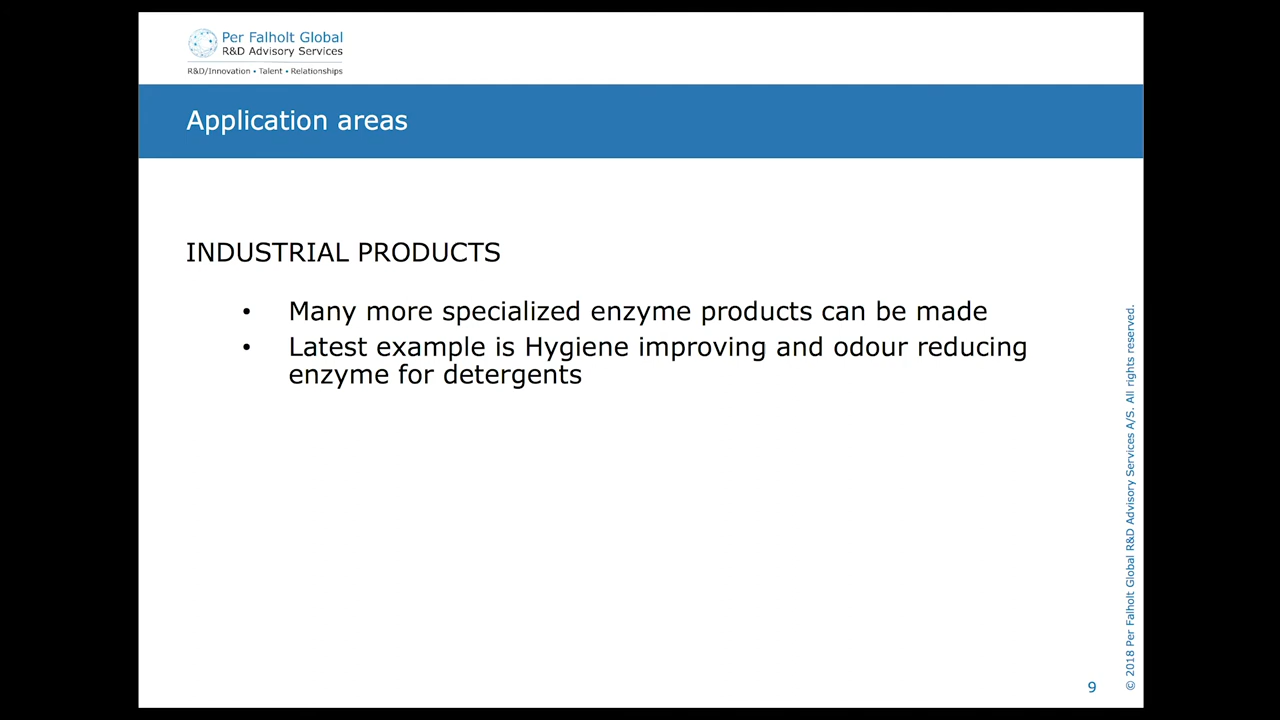 Per Falholt Global
R&D Advisory Services
R&D/Innovation • Talent • Relationships
Application areas
INDUSTRIAL PRODUCTS
• Many more specialized enzyme products can be made
• Latest example is Hygiene improving and odour reducing
enzyme for detergents
© 2018 Per Falholt Global R&D Advisory Services A/S. All rights reserved.
9